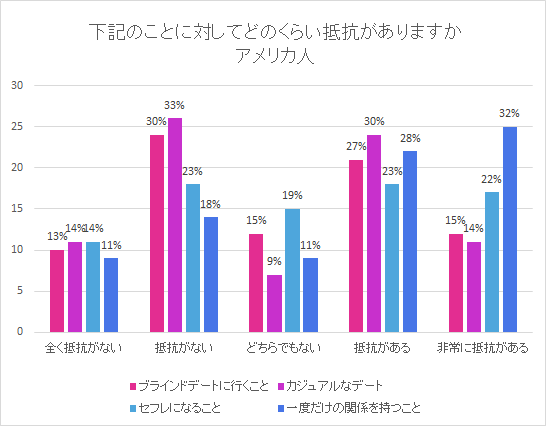 下記のことに対してどのくらい抵抗がありますか
アメリカ人
30
25
20
15
10
5
0
13%
14%
14%
11%
30%
33%
23%
18%
15%
9%
19%
11%
27%
30%
23%
28%
15%
14%
22%
32%
全く抵抗がない
抵抗がない
どちらでもない
抵抗がある
非常に抵抗がある
ブラインドデートに行くこと
カジュアルなデート
セフレになること
一度だけの関係を持つこと